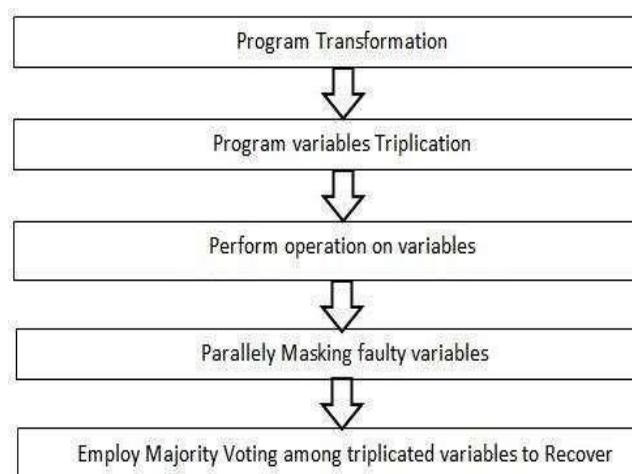 Program Transformation
Program variables Triplication
Perform operation on variables
Parallely Masking faulty variables
Employ Majority Voting among triplicated variables to Recover